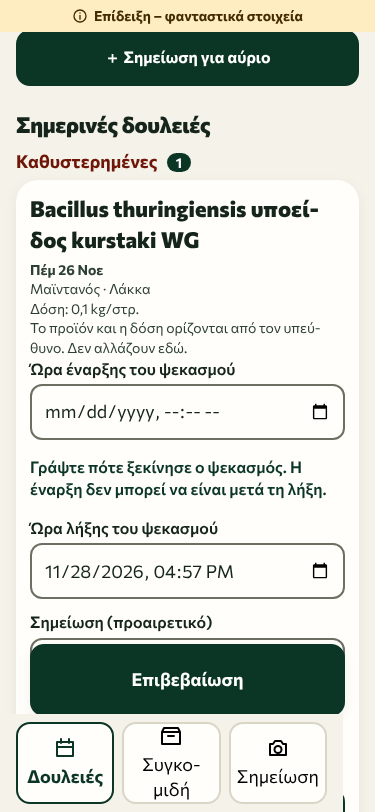 Επίδειξη – φανταστικά στοιχεία
+ Σημείωση για αύριο
Σημερινές δουλειές
Καθυστερημένες 1
Bacillus thuringiensis υποεί-
δος kurstaki WG
Πέμ 26 Νοε
Μαϊντανός · Λάκκα
Δόση: 0,1 kg/στρ.
Το προϊόν και η δόση ορίζονται από τον υπεύ-
θυνο. Δεν αλλάζουν εδώ.
Ώρα έναρξης του ψεκασμού
mm/dd/yyyy, --:-- --
Γράψτε πότε ξεκίνησε ο ψεκασμός. Η
έναρξη δεν μπορεί να είναι μετά τη λήξη.
Ώρα λήξης του ψεκασμού
11/28/2026, 04:57 PM
Σημείωση (προαιρετικό)
Επιβεβαίωση
Δουλειές
Συγκο-
μιδή
Σημείωση